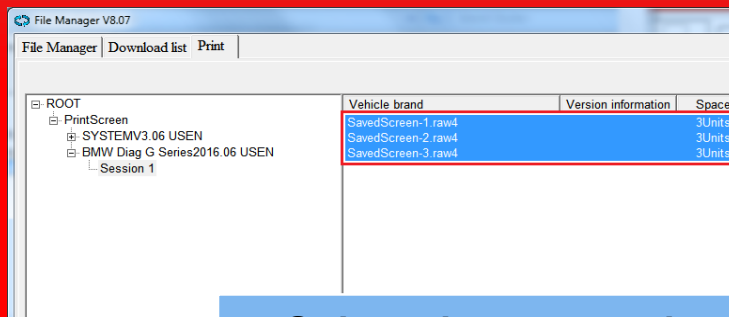 File Manager V8.07
File Manager Download list Print
ROOT
PrintScreen
SYSTEMV3.06 USEN
BMW Diag G Series2016.06 USEN
Session 1
Vehicle brand Version information Space
SavedScreen-1.raw4 3Units
SavedScreen-2.raw4 3Units
SavedScreen-3.raw4 3Units